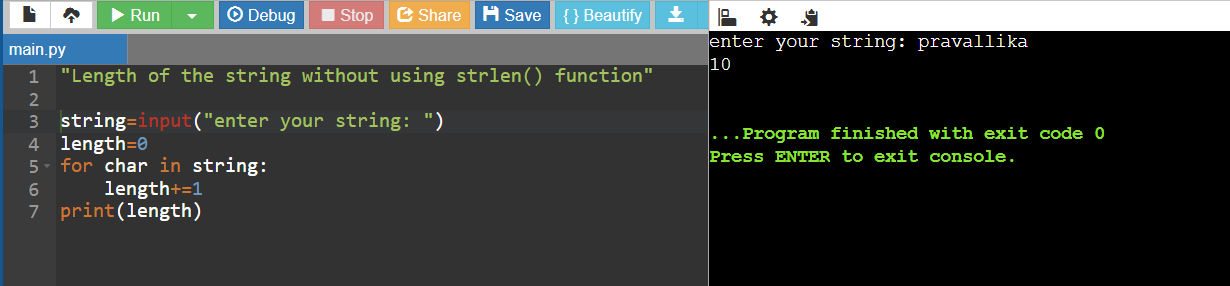 Run Debug Stop Share Save { } Beautify
main.py
1 "Length of the string without using strlen() function"
2
3 string=input("enter your string: ")
4 length=0
5 for char in string:
6     length+=1
7 print(length)
enter your string: pravallika
10
...Program finished with exit code 0
Press ENTER to exit console.